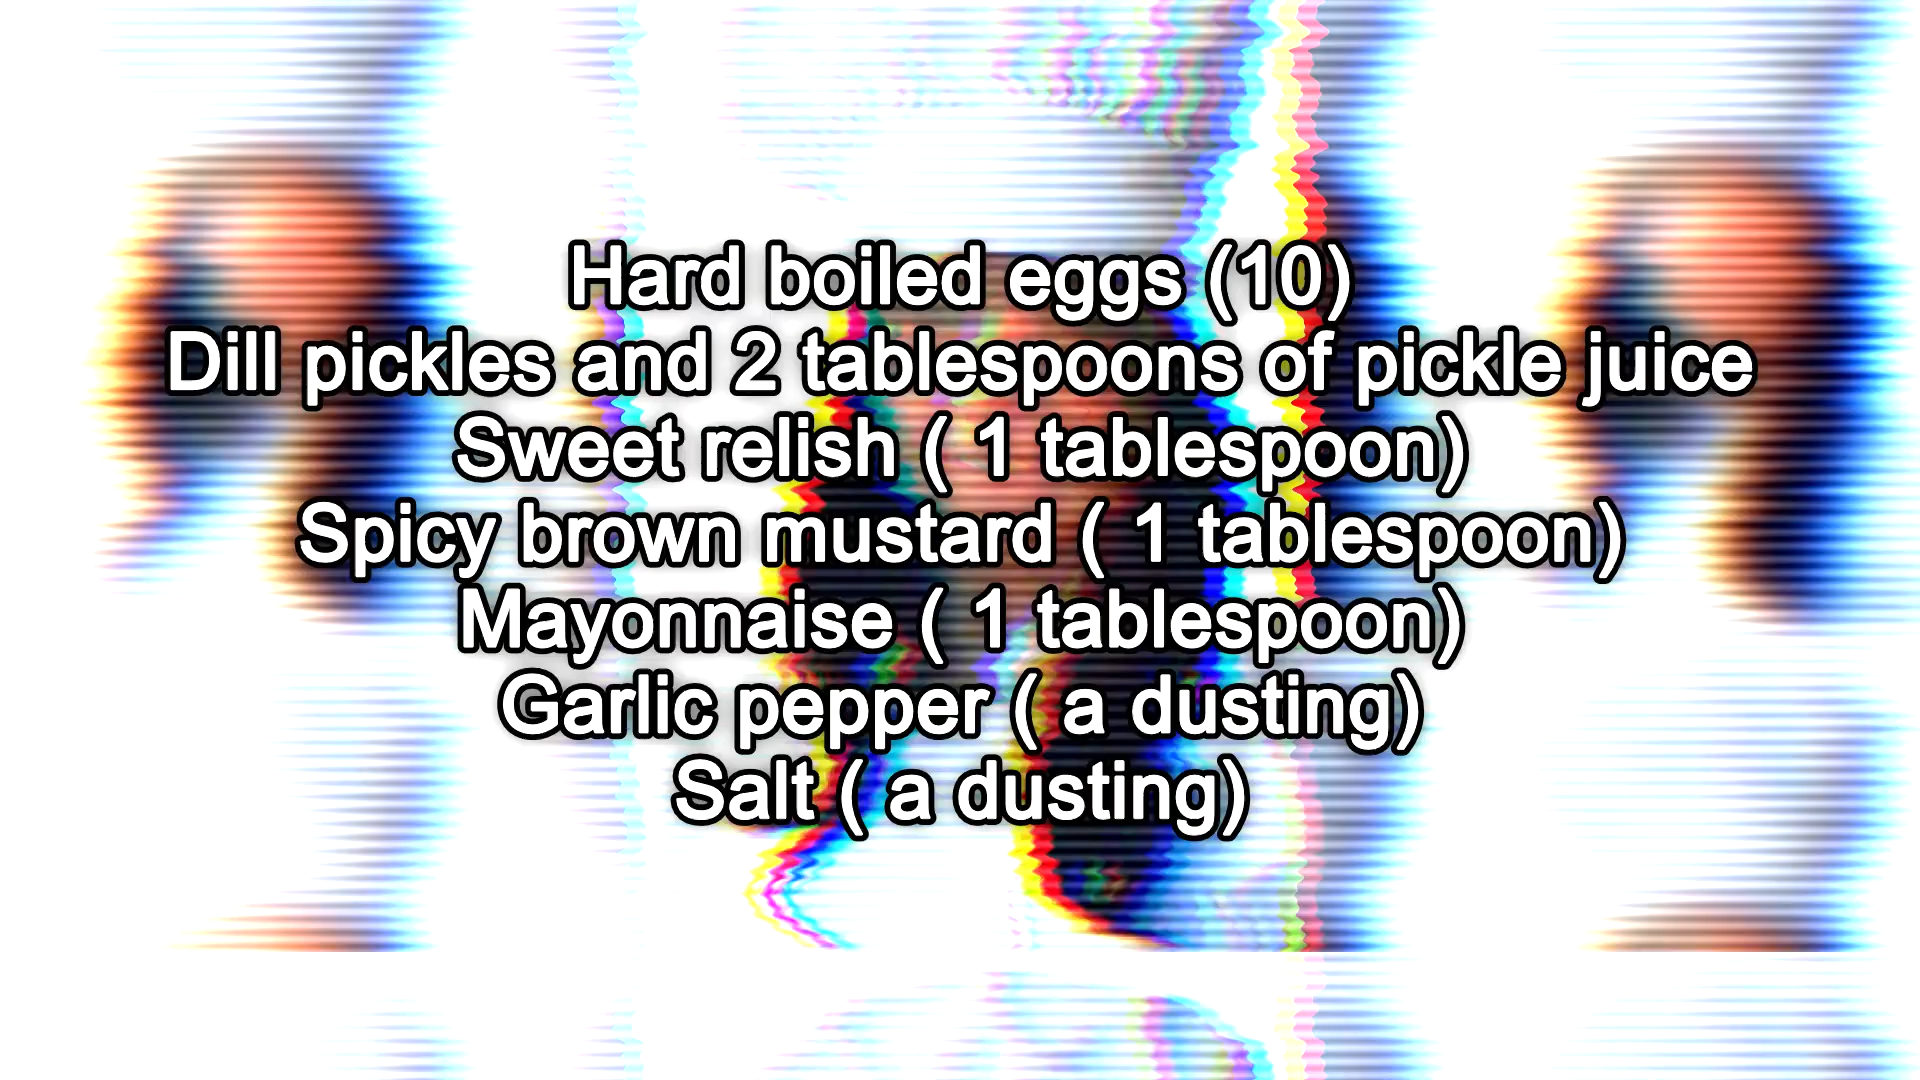 Hard boiled eggs (10)
Dill pickles and 2 tablespoons of pickle juice
Sweet relish ( 1 tablespoon)
Spicy brown mustard ( 1 tablespoon)
Mayonnaise ( 1 tablespoon)
Garlic pepper ( a dusting)
Salt ( a dusting)